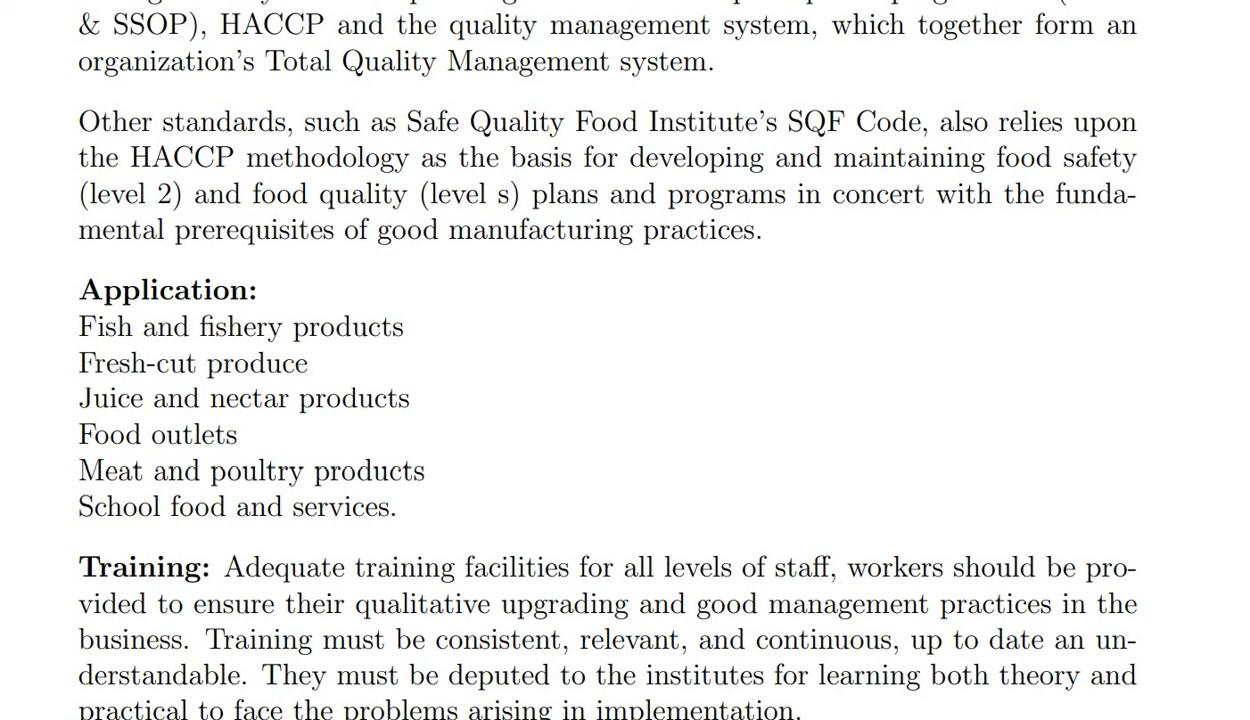 & SSOP), HACCP and the quality management system, which together form an
organization's Total Quality Management system.
Other standards, such as Safe Quality Food Institute's SQF Code, also relies upon
the HACCP methodology as the basis for developing and maintaining food safety
(level 2) and food quality (level s) plans and programs in concert with the funda-
mental prerequisites of good manufacturing practices.
Application:
Fish and fishery products
Fresh-cut produce
Juice and nectar products
Food outlets
Meat and poultry products
School food and services.
Training: Adequate training facilities for all levels of staff, workers should be pro-
vided to ensure their qualitative upgrading and good management practices in the
business. Training must be consistent, relevant, and continuous, up to date an un-
derstandable. They must be deputed to the institutes for learning both theory and
practical to face the problems arising in implementation.